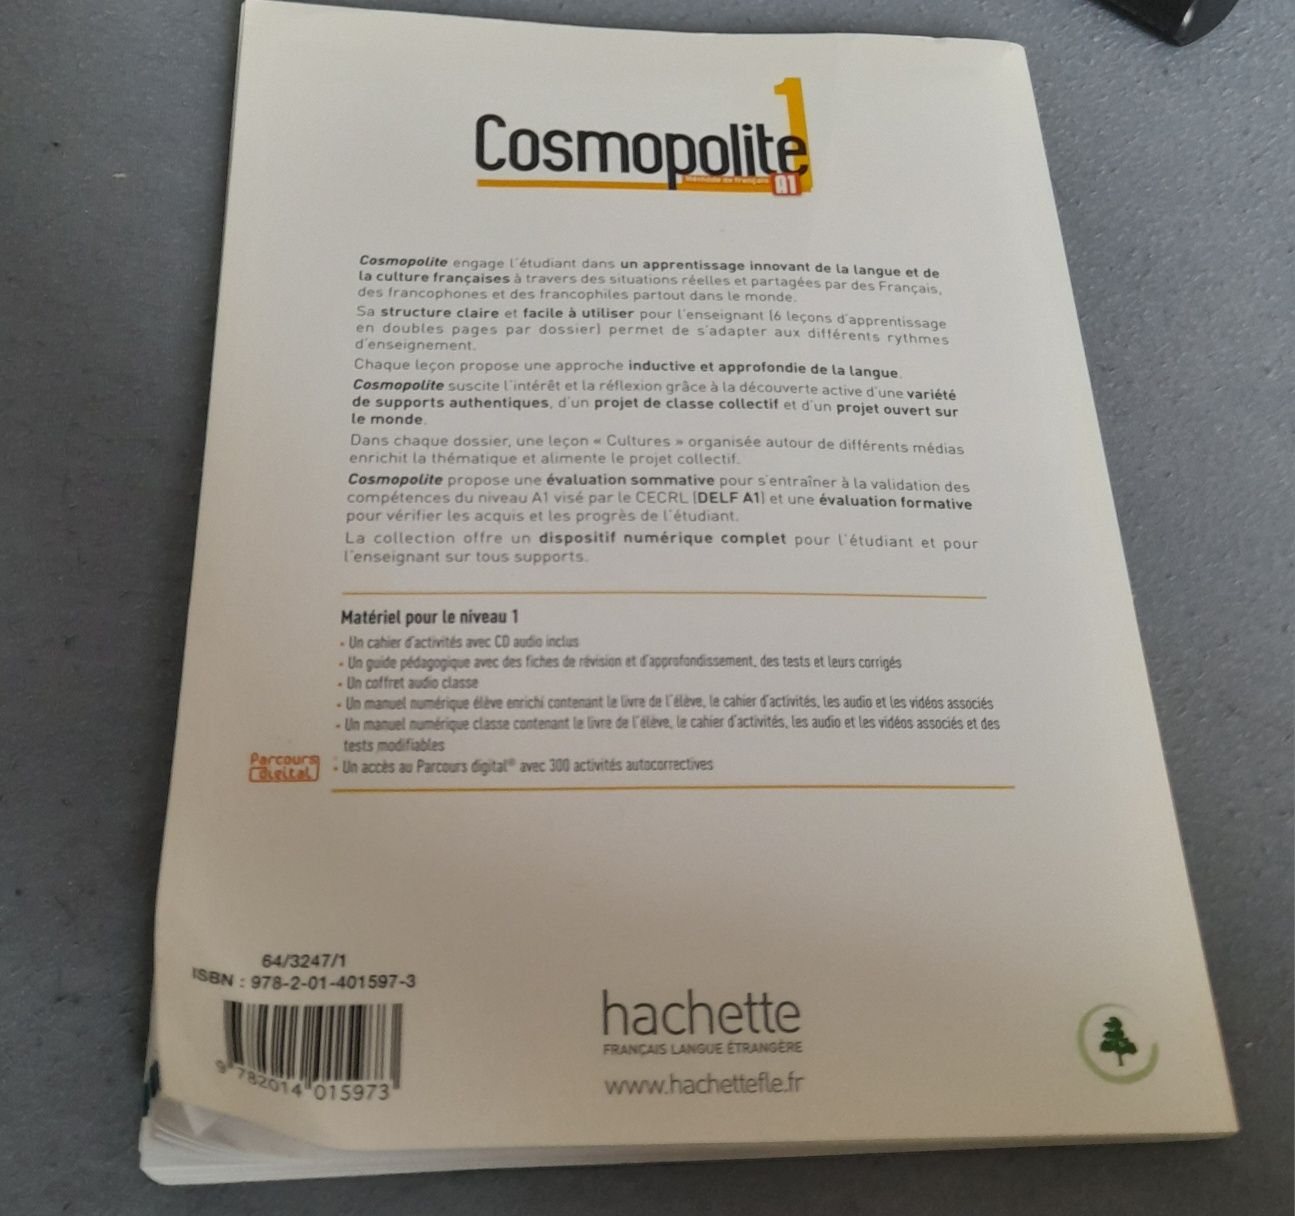 Cosmopolite 1
Méthode de français A1
Cosmopolite engage l'étudiant dans un apprentissage innovant de la langue et de
la culture françaises à travers des situations réelles et partagées par des Français,
des francophones et des francophiles partout dans le monde.
Sa structure claire et facile à utiliser pour l'enseignant (6 leçons d'apprentissage
en doubles pages par dossier) permet de s'adapter aux différents rythmes
d'enseignement.
Chaque leçon propose une approche inductive et approfondie de la langue.
Cosmopolite suscite l'intérêt et la réflexion grâce à la découverte active d'une variété
de supports authentiques, d'un projet de classe collectif et d'un projet ouvert sur
le monde.
Dans chaque dossier, une leçon « Cultures » organisée autour de différents médias
enrichit la thématique et alimente le projet collectif.
Cosmopolite propose une évaluation sommative pour s'entraîner à la validation des
compétences du niveau A1 visé par le CECRL (DELF A1) et une évaluation formative
pour vérifier les acquis et les progrès de l'étudiant.
La collection offre un dispositif numérique complet pour l'étudiant et pour
l'enseignant sur tous supports.
Matériel pour le niveau 1
• Un cahier d'activités avec CD audio inclus
• Un guide pédagogique avec des fiches de révision et d'approfondissement, des tests et leurs corrigés
• Un coffret audio classe
• Un manuel numérique élève enrichi contenant le livre de l'élève, le cahier d'activités, les audio et les vidéos associés
• Un manuel numérique classe contenant le livre de l'élève, le cahier d'activités, les audio et les vidéos associés et des
tests modifiables
Parcours
digital
• Un accès au Parcours digital® avec 300 activités autocorrectives
64/3247/1
ISBN : 978-2-01-401597-3
9 782014 015973
hachette
FRANÇAIS LANGUE ÉTRANGÈRE
www.hachettefle.fr